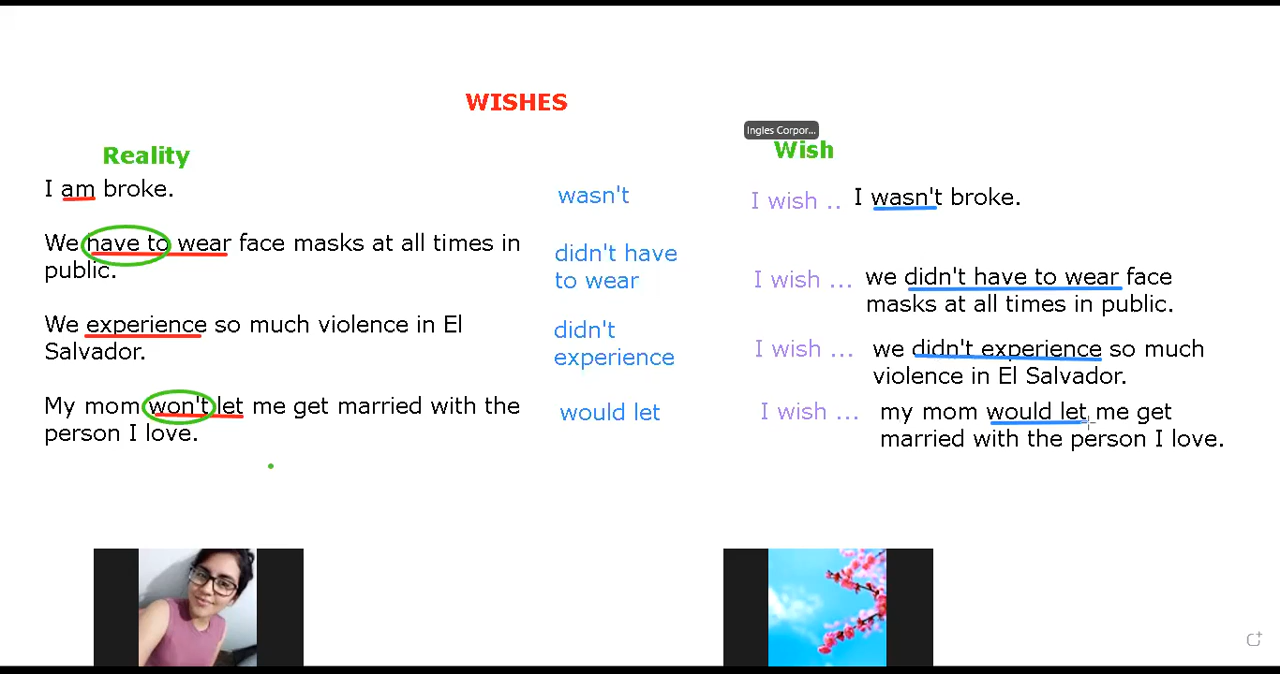 WISHES
Ingles Corpor...
Reality
Wish
I am broke.
wasn't
I wish ..
I wasn't broke.
We have to wear face masks at all times in
public.
didn't have
to wear
I wish ...
we didn't have to wear face
masks at all times in public.
We experience so much violence in El
Salvador.
didn't
experience
I wish ...
we didn't experience so much
violence in El Salvador.
My mom won't let me get married with the
person I love.
would let
I wish ...
my mom would let me get
married with the person I love.